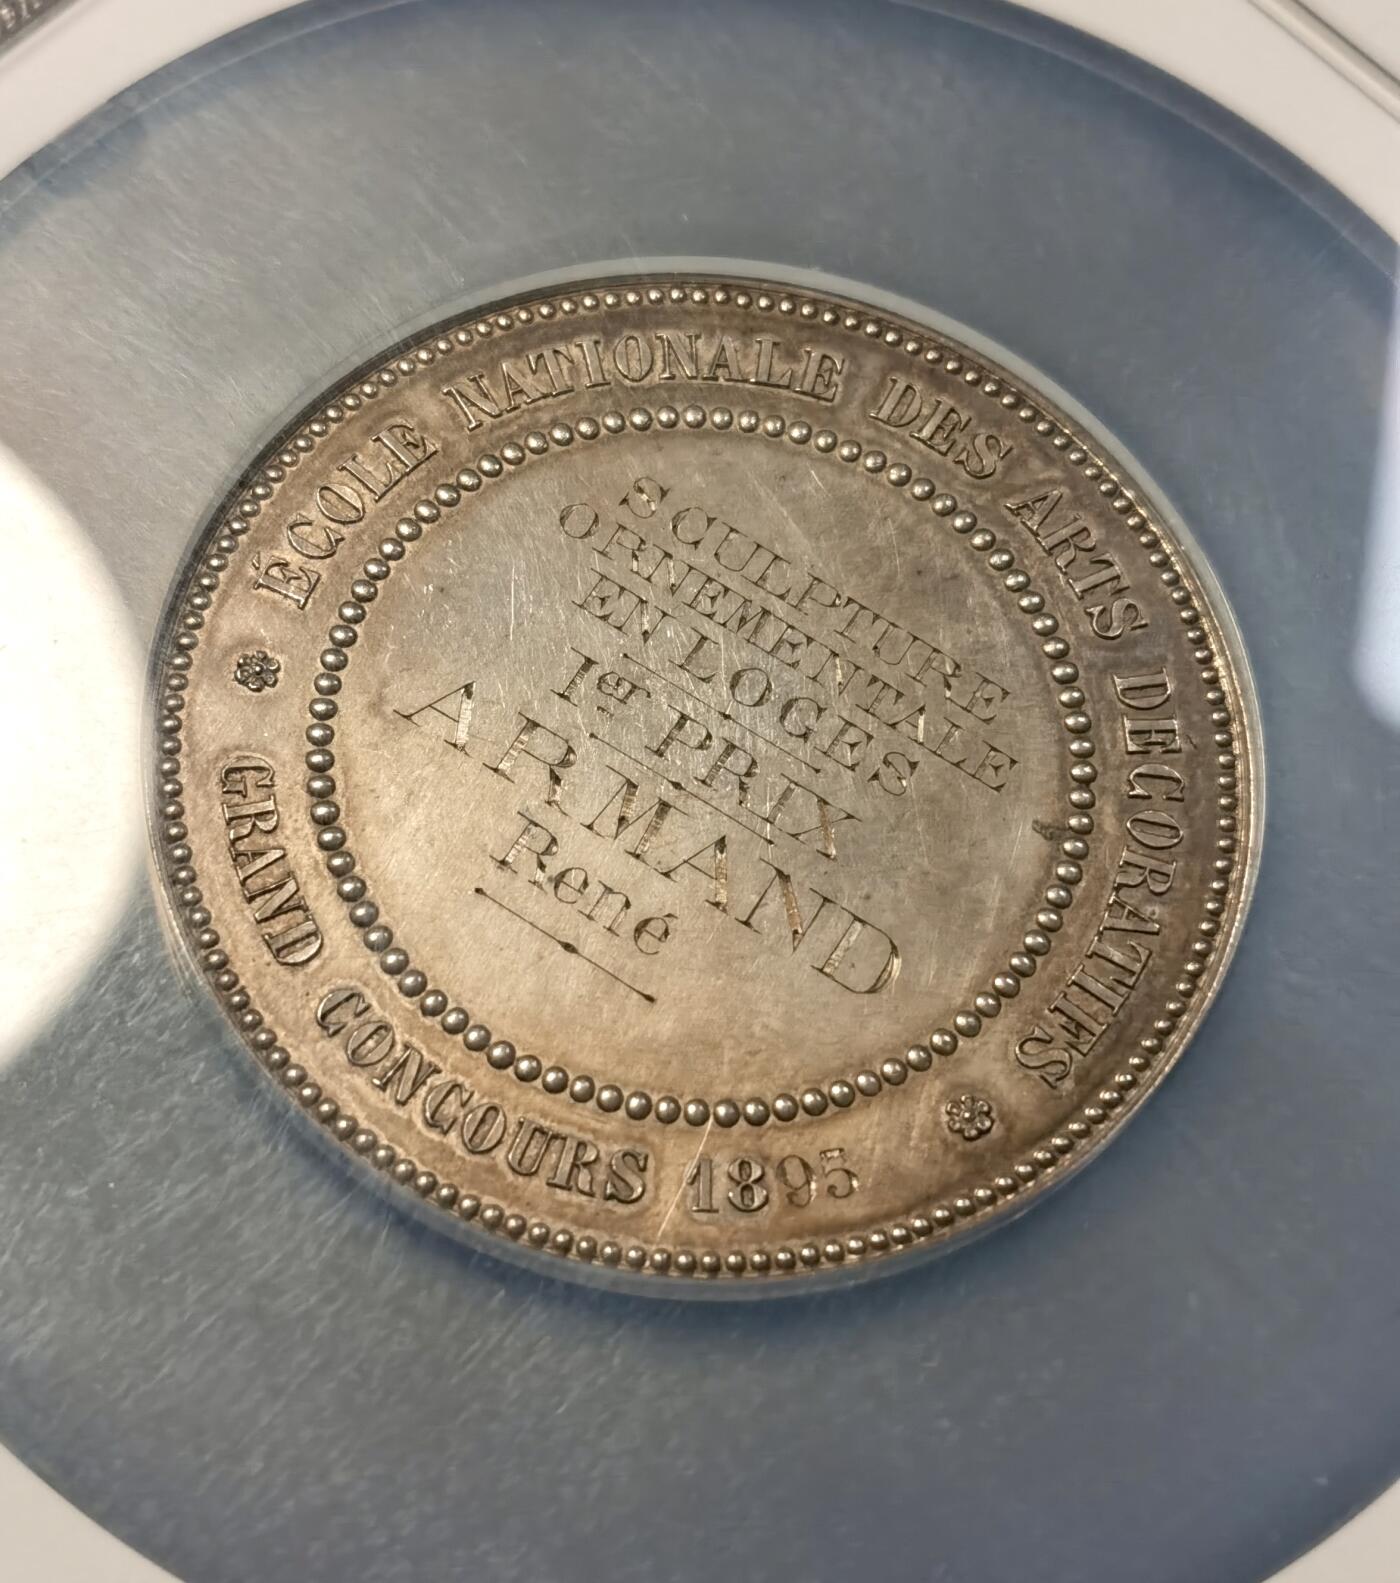 ÉCOLE NATIONALE DES ARTS DÉCORATIFS
SCULPTURE
ORNEMENTALE
EN LOGES
1er PRIX
ARMAND
René
GRAND CONCOURS 1895